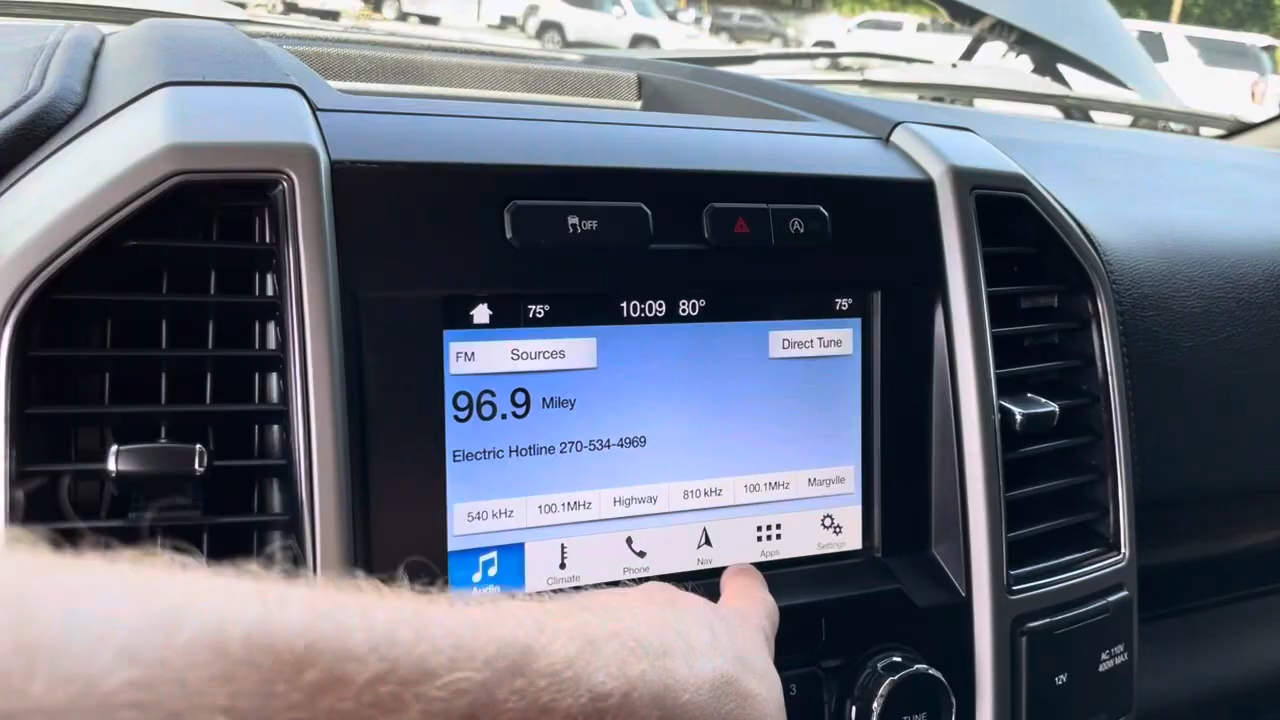 OFF
75° 10:09 80° 75°
FM Sources Direct Tune
96.9 Miley
Electric Hotline 270-534-4969
540 kHz 100.1MHz Highway 810 kHz 100.1MHz Margvlle
Audio Climate Phone Nav Apps Settings
3
TUNE
12V
AC 110V
400W MAX